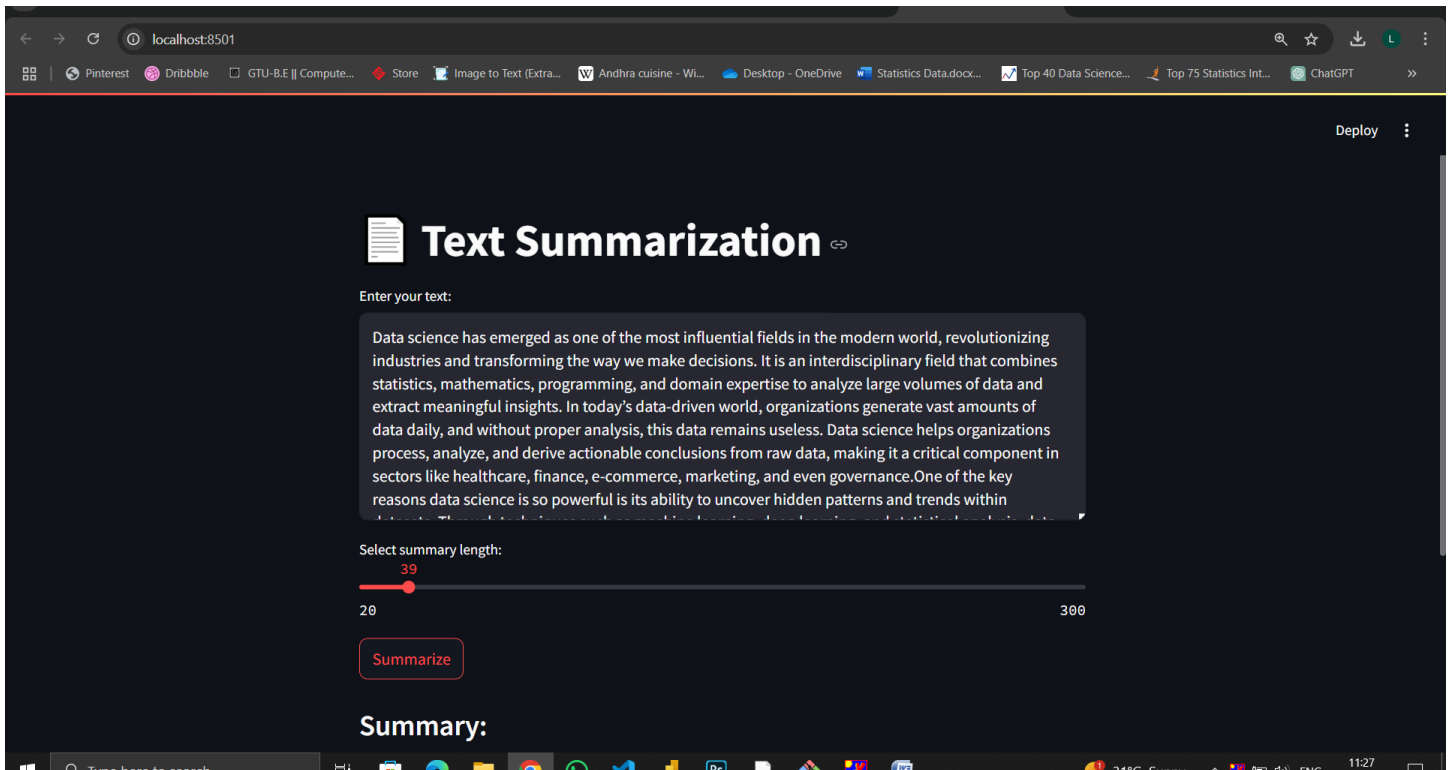 localhost:8501
L
Pinterest Dribbble GTU-B.E || Compute... Store Image to Text (Extra... Andhra cuisine - Wi... Desktop - OneDrive Statistics Data.docx... Top 40 Data Science... Top 75 Statistics Int... ChatGPT »
Deploy
Text Summarization
Enter your text:
Data science has emerged as one of the most influential fields in the modern world, revolutionizing
industries and transforming the way we make decisions. It is an interdisciplinary field that combines
statistics, mathematics, programming, and domain expertise to analyze large volumes of data and
extract meaningful insights. In today’s data-driven world, organizations generate vast amounts of
data daily, and without proper analysis, this data remains useless. Data science helps organizations
process, analyze, and derive actionable conclusions from raw data, making it a critical component in
sectors like healthcare, finance, e-commerce, marketing, and even governance.One of the key
reasons data science is so powerful is its ability to uncover hidden patterns and trends within
Select summary length:
39
20 300
Summarize
Summary:
Type here to search
11:27